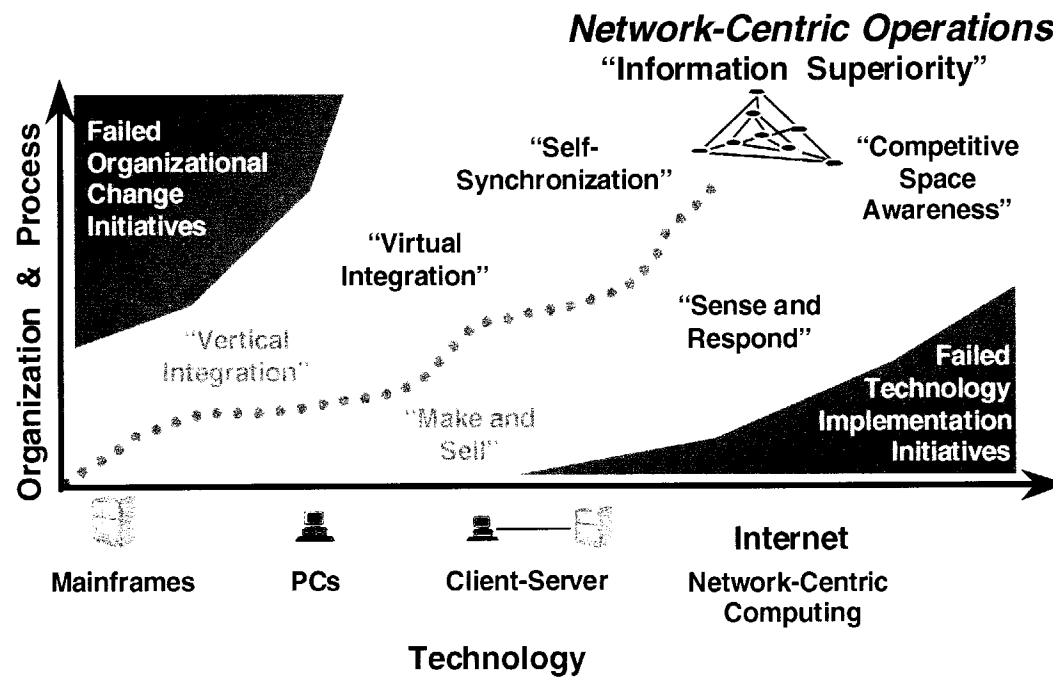 Network-Centric Operations
“Information Superiority”
Failed
Organizational
Change
Initiatives
“Self-
Synchronization”
“Competitive
Space
Awareness”
“Virtual
Integration”
“Vertical
Integration”
“Sense and
Respond”
“Make and
Sell”
Failed
Technology
Implementation
Initiatives
Organization & Process
Mainframes
PCs
Client-Server
Internet
Network-Centric
Computing
Technology